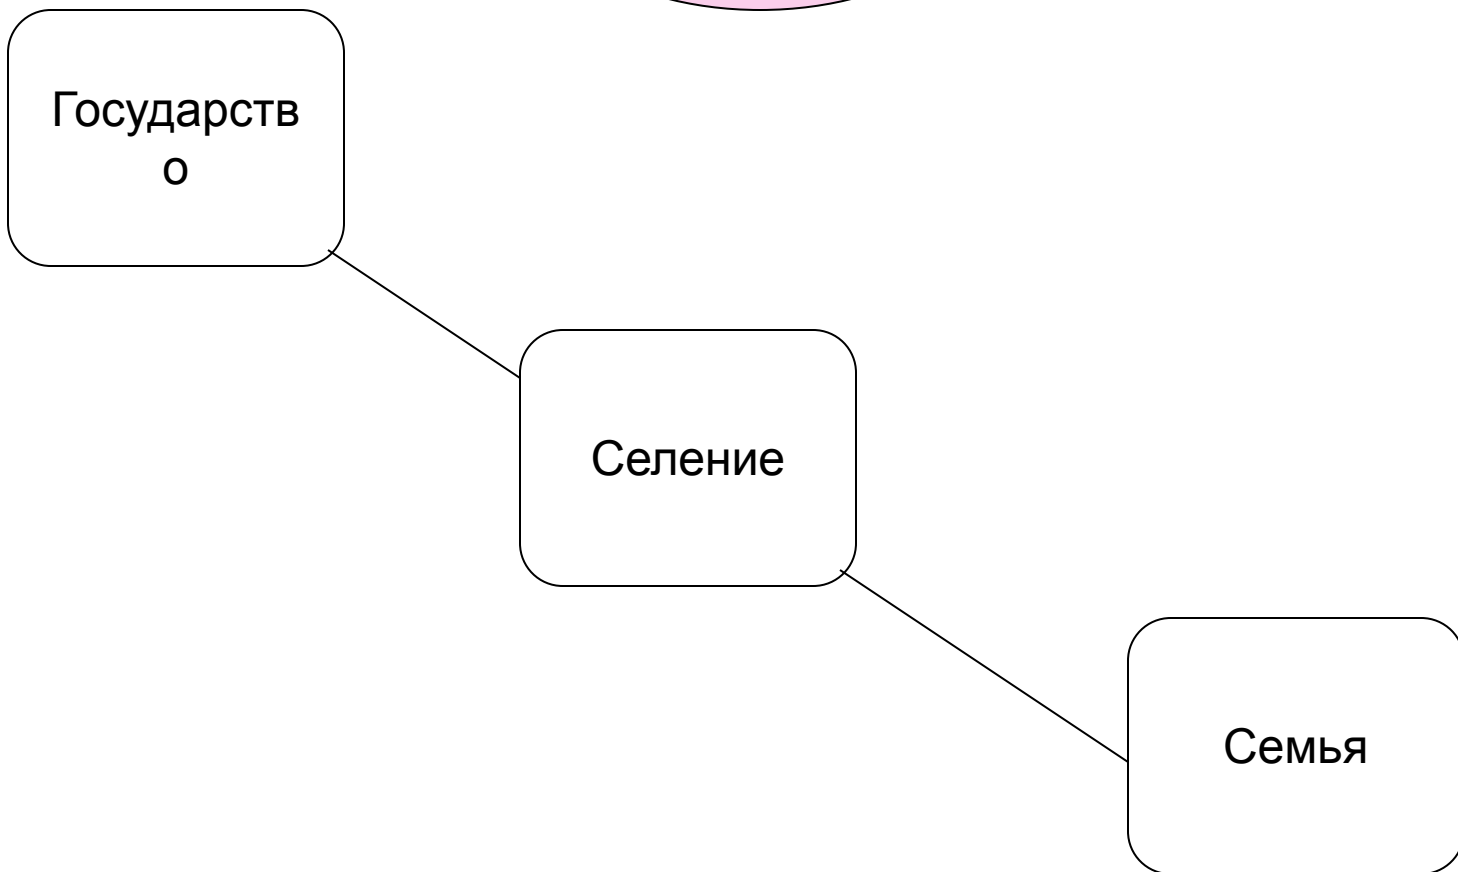 Государств
о
Селение
Семья